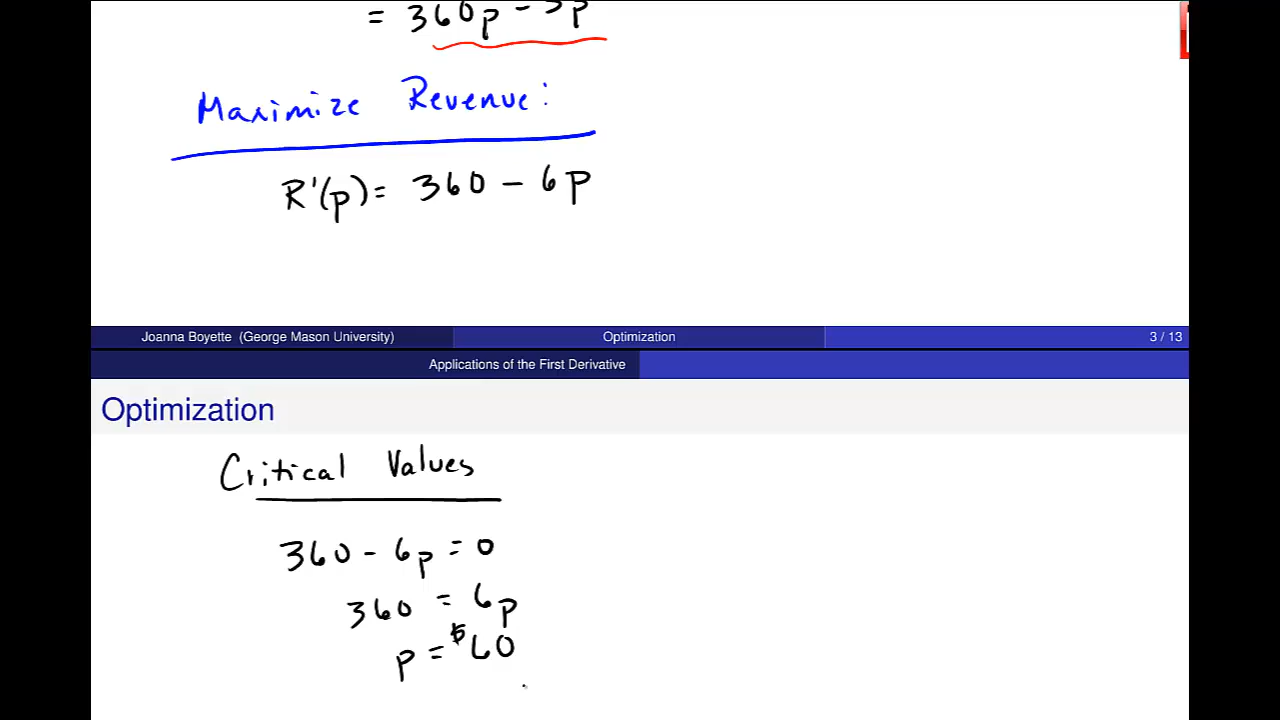 = 360p - 3p
Maximize Revenue:
R'(p) = 360 - 6p
Joanna Boyette (George Mason University) Optimization 3 / 13
Applications of the First Derivative
Optimization
Critical Values
360 - 6p = 0
360 = 6p
p = $60